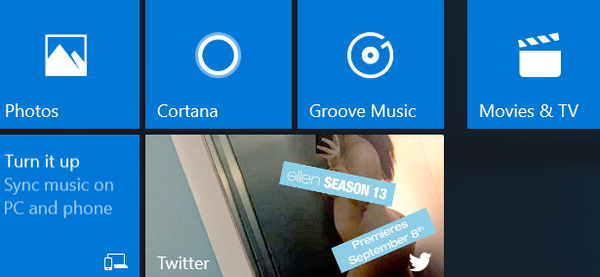 Photos
Cortana
Groove Music
Movies & TV
Turn it up
Sync music on
PC and phone
ellen SEASON 13
Premieres
September 8th
Twitter